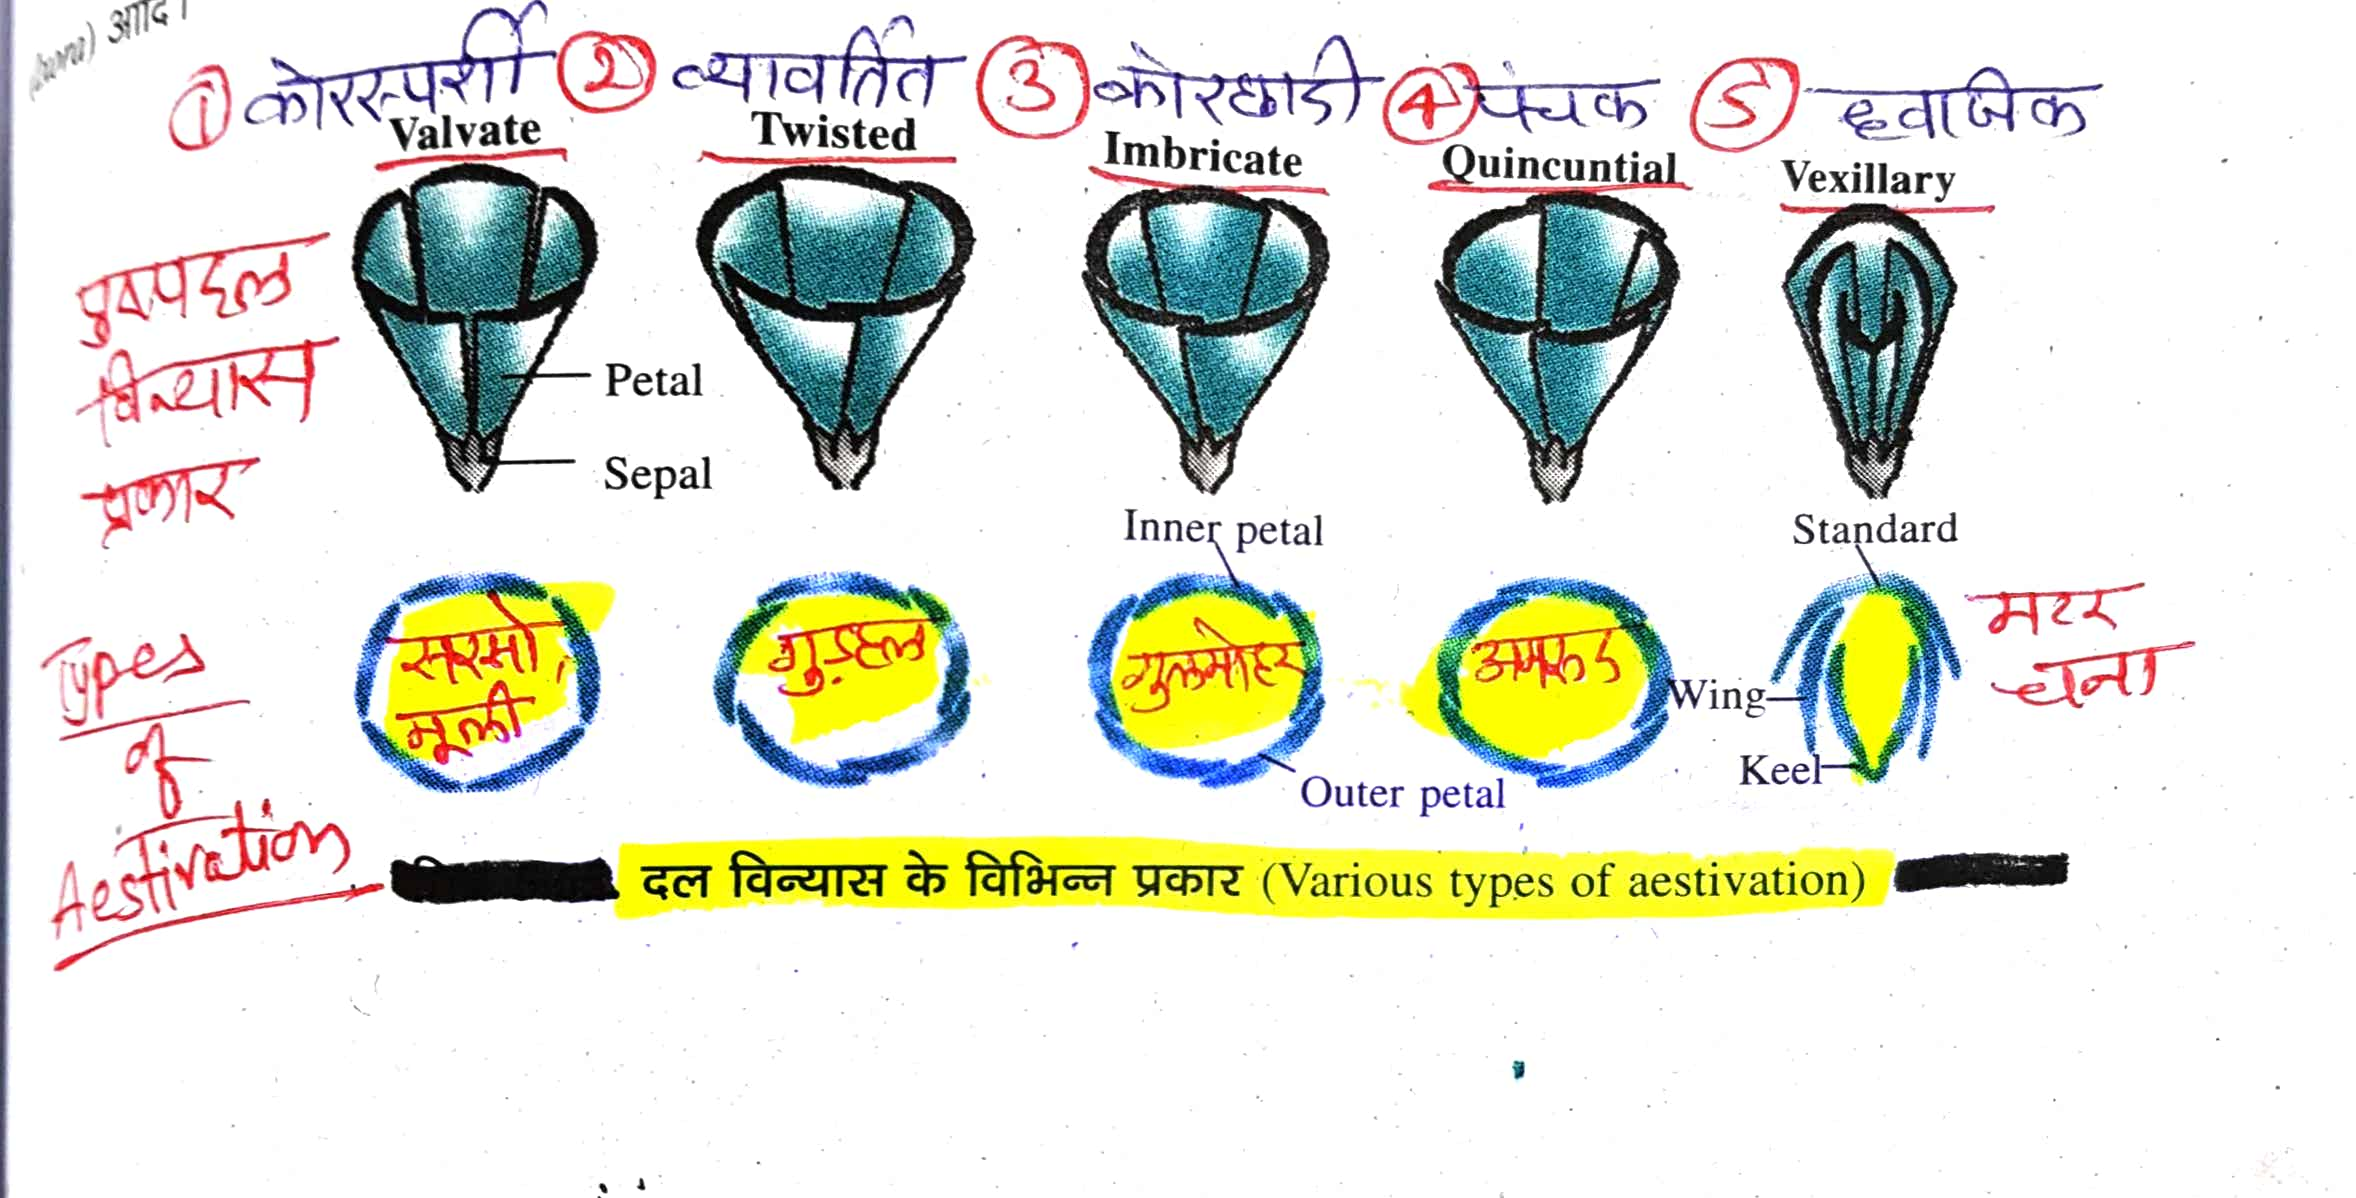 आदि।
① कोरस्पर्शी ② व्यावर्तित ③ कोरछादी ④ पंचक ⑤ ध्वाजिक
Valvate Twisted Imbricate Quincuntial Vexillary
पुष्पदल
विन्यास
प्रकार
Petal
Sepal
Inner petal Standard
सरसो, गुड़हल गुलमोहर अमरूद मटर
मूली चना
Wing
Keel
Outer petal
Types
of
Aestivation
दल विन्यास के विभिन्न प्रकार (Various types of aestivation)